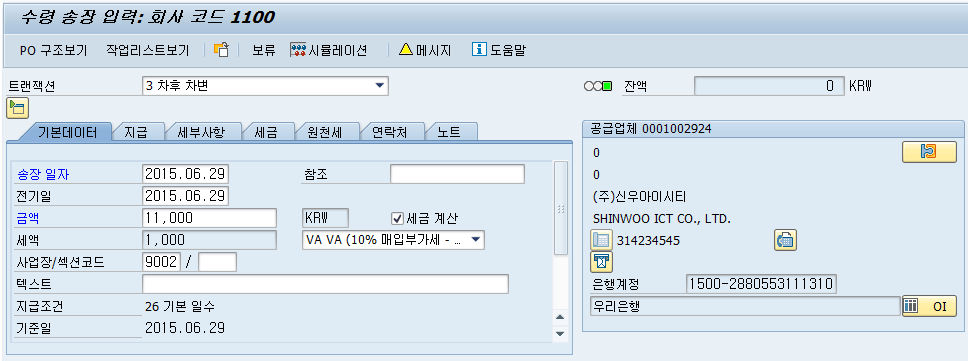 수령 송장 입력: 회사 코드 1100
PO 구조보기 작업리스트보기 보류 시뮬레이션 메시지 도움말
트랜잭션 3 차후 차변 잔액 0 KRW
기본데이터 지급 세부사항 세금 원천세 연락처 노트
송장 일자 2015.06.29 참조
전기일 2015.06.29
금액 11,000 KRW 세금 계산
세액 1,000 VA VA (10% 매입부가세 - ...
사업장/섹션코드 9002 /
텍스트
지급조건 26 기본 일수
기준일 2015.06.29
공급업체 0001002924
0
0
(주)신우아이시티
SHINWOO ICT CO., LTD.
314234545
은행계정 1500-2880553111310
우리은행 OI